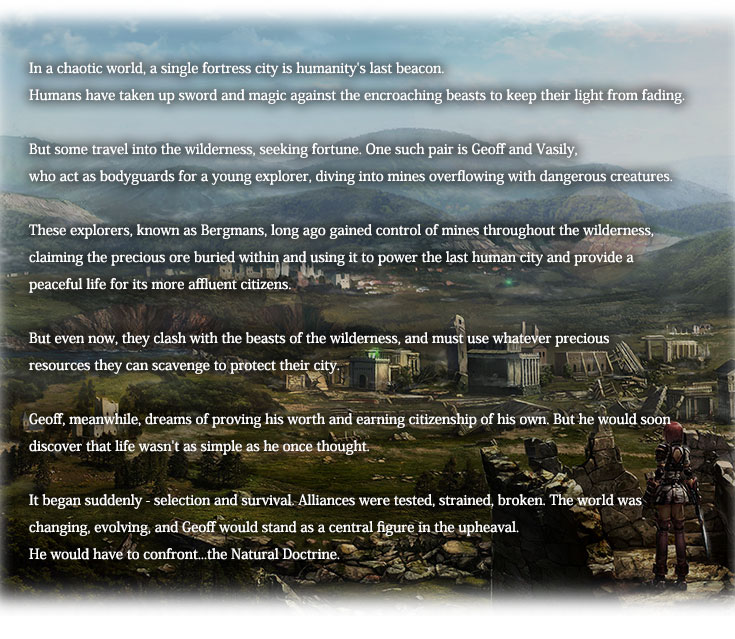 In a chaotic world, a single fortress city is humanity's last beacon.
Humans have taken up sword and magic against the encroaching beasts to keep their light from fading.
But some travel into the wilderness, seeking fortune. One such pair is Geoff and Vasily,
who act as bodyguards for a young explorer, diving into mines overflowing with dangerous creatures.
These explorers, known as Bergmans, long ago gained control of mines throughout the wilderness,
claiming the precious ore buried within and using it to power the last human city and provide a
peaceful life for its more affluent citizens.
But even now, they clash with the beasts of the wilderness, and must use whatever precious
resources they can scavenge to protect their city.
Geoff, meanwhile, dreams of proving his worth and earning citizenship of his own. But he would soon
discover that life wasn't as simple as he once thought.
It began suddenly - selection and survival. Alliances were tested, strained, broken. The world was
changing, evolving, and Geoff would stand as a central figure in the upheaval.
He would have to confront...the Natural Doctrine.